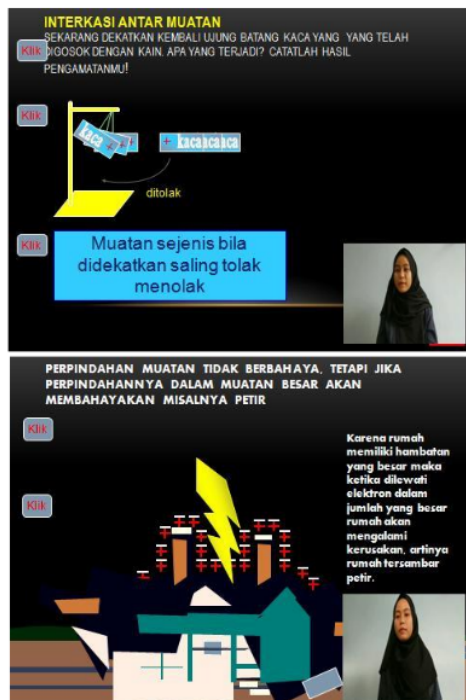 INTERKASI ANTAR MUATAN
SEKARANG DEKATKAN KEMBALI UJUNG BATANG KACA YANG YANG TELAH
Klik DIGOSOK DENGAN KAIN. APA YANG TERJADI? CATATLAH HASIL
PENGAMATANMU!
Klik
kaca
+ kacahcahca
ditolak
Klik
Muatan sejenis bila
didekatkan saling tolak
menolak
PERPINDAHAN MUATAN TIDAK BERBAHAYA, TETAPI JIKA
PERPINDAHANNYA DALAM MUATAN BESAR AKAN
MEMBAHAYAKAN MISALNYA PETIR
Klik
Klik
Karena rumah
memiliki hambatan
yang besar maka
ketika dilewati
elektron dalam
jumlah yang besar
rumah akan
mengalami
kerusakan, artinya
rumah tersambar
petir.